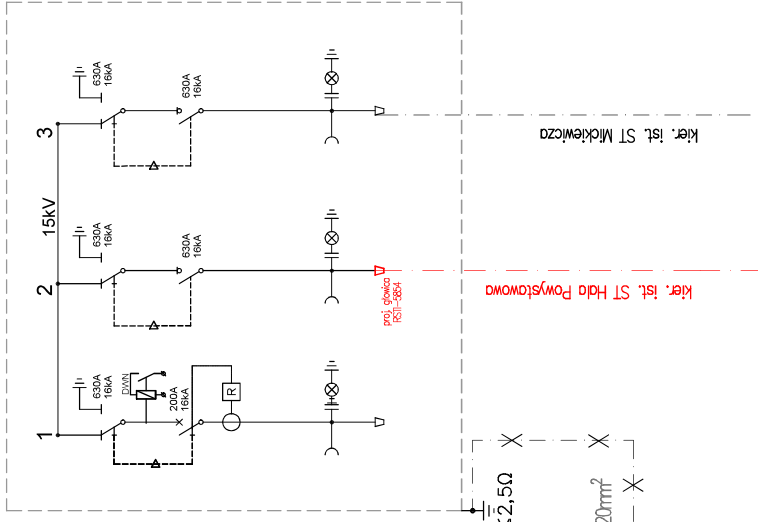 15kV
3
630A
16kA
630A
16kA
kier. ist. ST Mickiewicza
2
630A
16kA
630A
16kA
proj. głowica
RSTI-5854
kier. ist. ST Hala Powystawowa
1
630A
16kA
DWN
200A
16kA
R
2,5Ω
20mm²